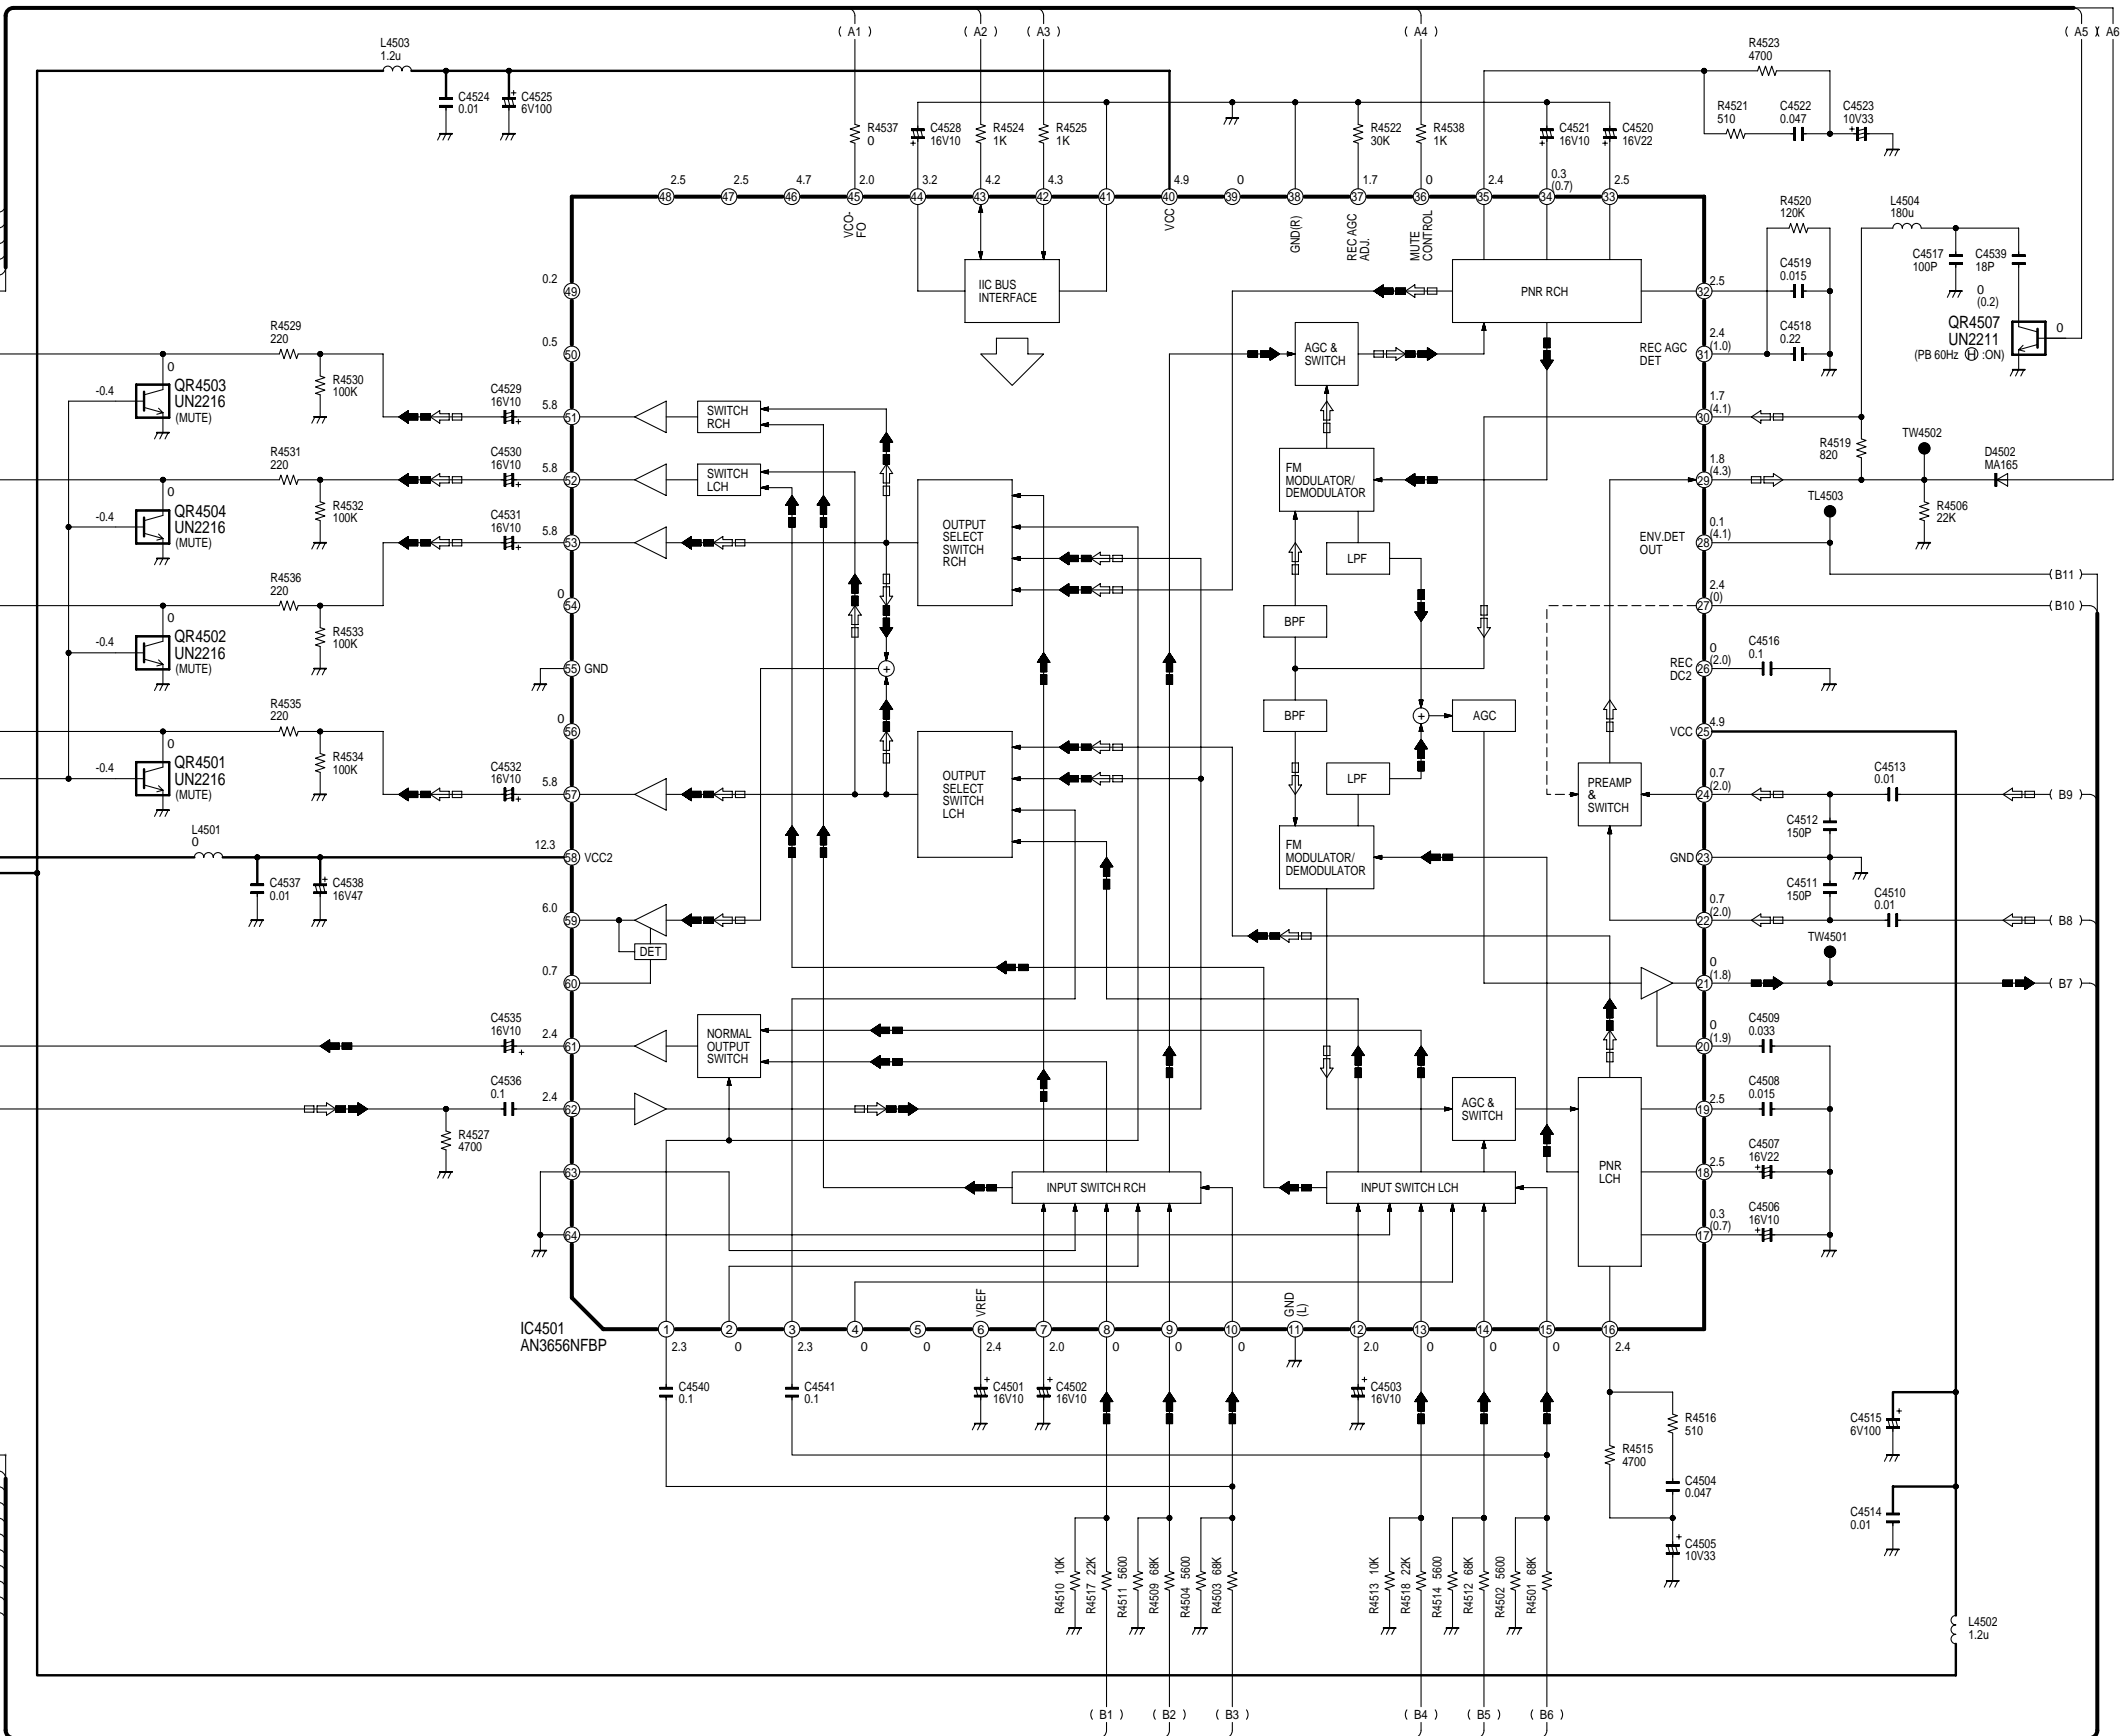 ( A1 )
( A2 )
( A3 )
( A4 )
( A5 )
( A6
L4503
1.2u
C4524
0.01
C4525
6V100
R4537
0
C4528
16V10
R4524
1K
R4525
1K
R4522
30K
R4538
1K
C4521
16V10
C4520
16V22
R4523
4700
R4521
510
C4522
0.047
C4523
10V33
2.5
2.5
4.7
2.0
3.2
4.2
4.3
4.9
0
1.7
0
2.4
0.3
(0.7)
2.5
48
47
46
45
44
43
42
41
40
39
38
37
36
35
34
33
VCO-
FO
VCC
GND(R)
REC AGC
ADJ.
MUTE
CONTROL
IIC BUS
INTERFACE
PNR RCH
AGC &
SWITCH
FM
MODULATOR/
DEMODULATOR
LPF
BPF
BPF
+
AGC
LPF
FM
MODULATOR/
DEMODULATOR
PREAMP
&
SWITCH
AGC &
SWITCH
PNR
LCH
SWITCH
RCH
SWITCH
LCH
OUTPUT
SELECT
SWITCH
RCH
+
OUTPUT
SELECT
SWITCH
LCH
DET
NORMAL
OUTPUT
SWITCH
INPUT SWITCH RCH
INPUT SWITCH LCH
0.2
49
0.5
50
5.8
51
5.8
52
5.8
53
0
54
55 GND
0
56
5.8
57
12.3
58 VCC2
6.0
59
0.7
60
2.4
61
2.4
62
63
64
R4529
220
R4530
100K
C4529
16V10
0
-0.4
QR4503
UN2216
(MUTE)
R4531
220
R4532
100K
C4530
16V10
0
-0.4
QR4504
UN2216
(MUTE)
C4531
16V10
R4536
220
R4533
100K
0
-0.4
QR4502
UN2216
(MUTE)
R4535
220
R4534
100K
C4532
16V10
0
-0.4
QR4501
UN2216
(MUTE)
L4501
0
C4537
0.01
C4538
16V47
C4535
16V10
C4536
0.1
R4527
4700
32
2.5
REC AGC
DET
31
2.4
(1.0)
30
1.7
(4.1)
29
1.8
(4.3)
ENV.DET
OUT
28
0.1
(4.1)
27
2.4
(0)
REC
DC2
26
0
(2.0)
VCC 25
4.9
24
0.7
(2.0)
GND 23
22
0.7
(2.0)
21
0
(1.8)
20
0
(1.9)
19
2.5
18
2.5
17
0.3
(0.7)
R4520
120K
C4519
0.015
C4518
0.22
L4504
180u
C4517
100P
C4539
18P
0
(0.2)
QR4507
UN2211
(PB 60Hz H :ON)
0
R4519
820
TW4502
D4502
MA165
R4506
22K
TL4503
( B11 )
( B10 )
C4516
0.1
C4513
0.01
( B9 )
C4512
150P
C4511
150P
C4510
0.01
( B8 )
TW4501
( B7 )
C4509
0.033
C4508
0.015
C4507
16V22
C4506
16V10
IC4501
AN3656NFBP
VREF
GND
(L)
1
2
3
4
5
6
7
8
9
10
11
12
13
14
15
16
2.3
0
2.3
0
0
2.4
2.0
0
0
0
2.0
0
0
0
2.4
C4540
0.1
C4541
0.1
C4501
16V10
C4502
16V10
C4503
16V10
R4516
510
R4515
4700
C4504
0.047
C4505
10V33
C4515
6V100
C4514
0.01
L4502
1.2u
R4510 10K
R4517 22K
R4511 5600
R4509 68K
R4504 5600
R4503 68K
R4513 10K
R4518 22K
R4514 5600
R4512 68K
R4502 5600
R4501 68K
( B1 )
( B2 )
( B3 )
( B4 )
( B5 )
( B6 )